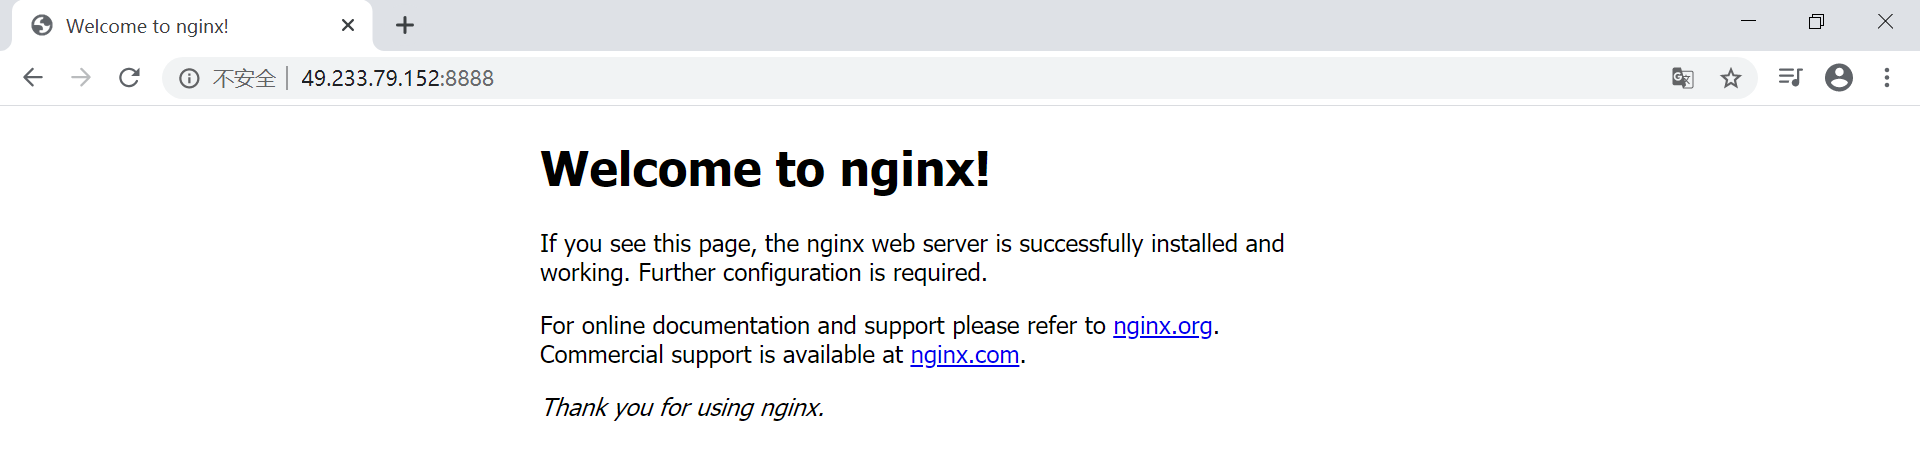 Welcome to nginx!
不安全 49.233.79.152:8888
Welcome to nginx!
If you see this page, the nginx web server is successfully installed and
working. Further configuration is required.
For online documentation and support please refer to nginx.org.
Commercial support is available at nginx.com.
Thank you for using nginx.